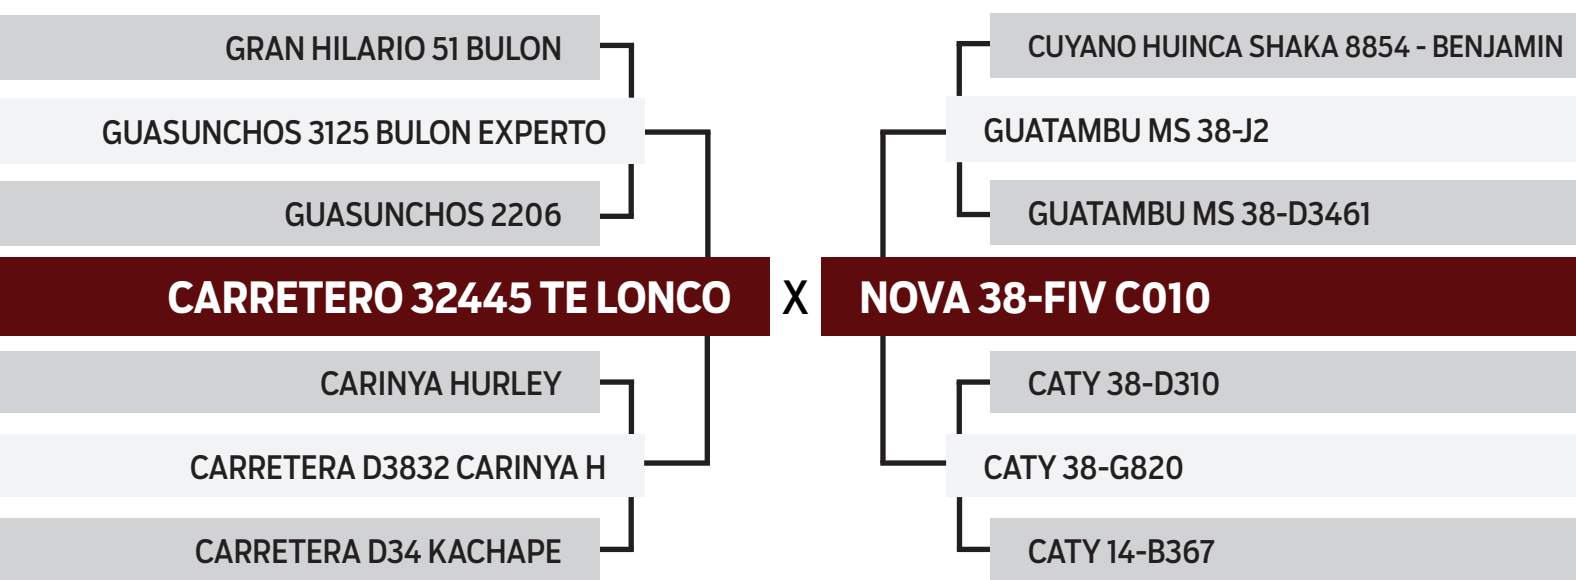 GRAN HILARIO 51 BULON
GUASUNCHOS 3125 BULON EXPERTO
GUASUNCHOS 2206
CARRETERO 32445 TE LONCO
CARINYA HURLEY
CARRETERA D3832 CARINYA H
CARRETERA D34 KACHAPE
X
CUYANO HUINCA SHAKA 8854 - BENJAMIN
GUATAMBU MS 38-J2
GUATAMBU MS 38-D3461
NOVA 38-FIV C010
CATY 38-D310
CATY 38-G820
CATY 14-B367